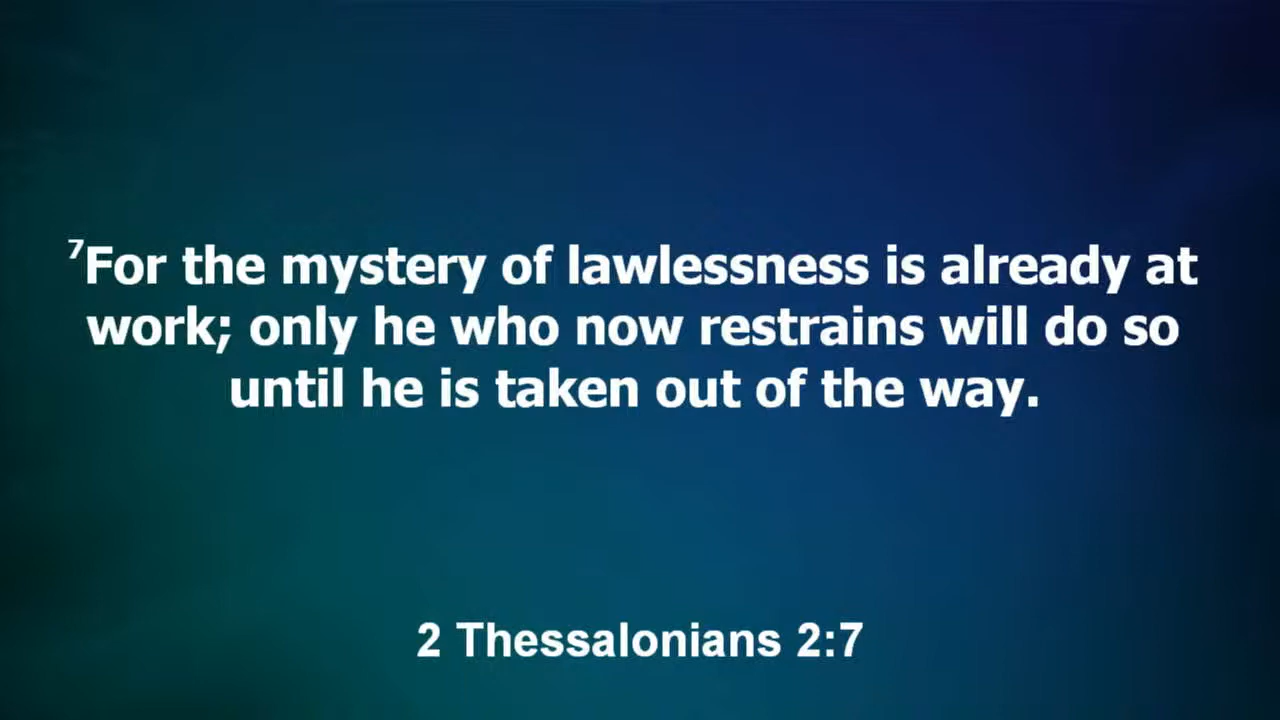 ⁷For the mystery of lawlessness is already at
work; only he who now restrains will do so
until he is taken out of the way.
2 Thessalonians 2:7